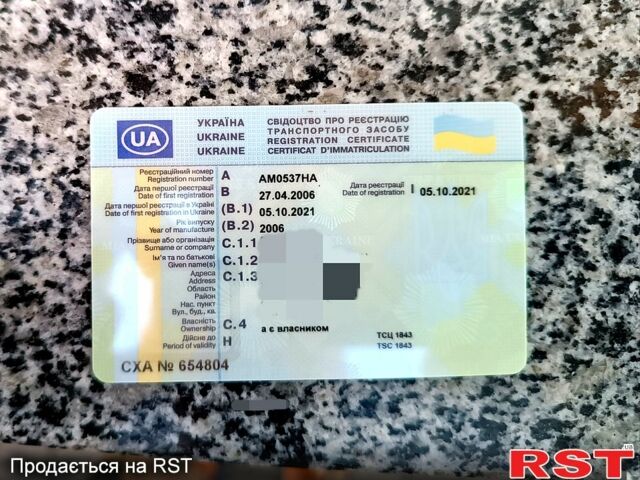 UA
УКРАЇНА
UKRAINE
UKRAINE
СВІДОЦТВО ПРО РЕЄСТРАЦІЮ
ТРАНСПОРТНОГО ЗАСОБУ
REGISTRATION CERTIFICATE
CERTIFICAT D'IMMATRICULATION
Реєстраційний номер
Registration number
A AM0537HA
Дата першої реєстрації
Date of first registration
B 27.04.2006
Дата реєстрації
Date of registration
I 05.10.2021
Дата першої реєстрації в Україні
Date of first registration in Ukraine
(B.1) 05.10.2021
Рік випуску
Year of manufacture
(B.2) 2006
Прізвище або організація
Surname or company
C.1.1
Ім'я та по батькові
Given name(s)
C.1.2
Адреса
Address
C.1.3
Область
Район
Нас. пункт
Вул., буд., кв.
Власність
Ownership
C.4 а є власником
Дійсне до
Period of validity
H
ТСЦ 1843
TSC 1843
CXA № 654804
Продається на RST
RST.UA